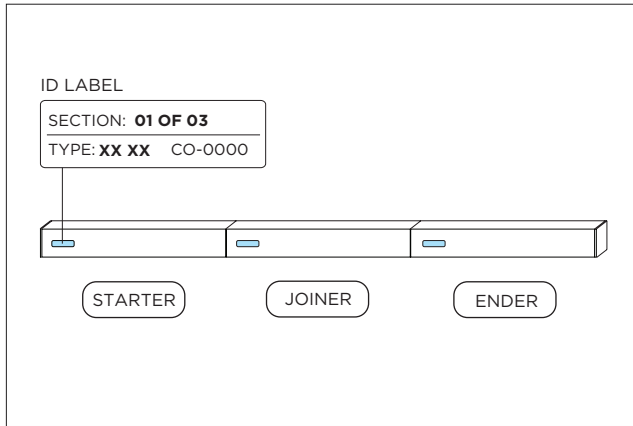 ID LABEL
SECTION: 01 OF 03
TYPE: XX XX CO-0000
STARTER
JOINER
ENDER